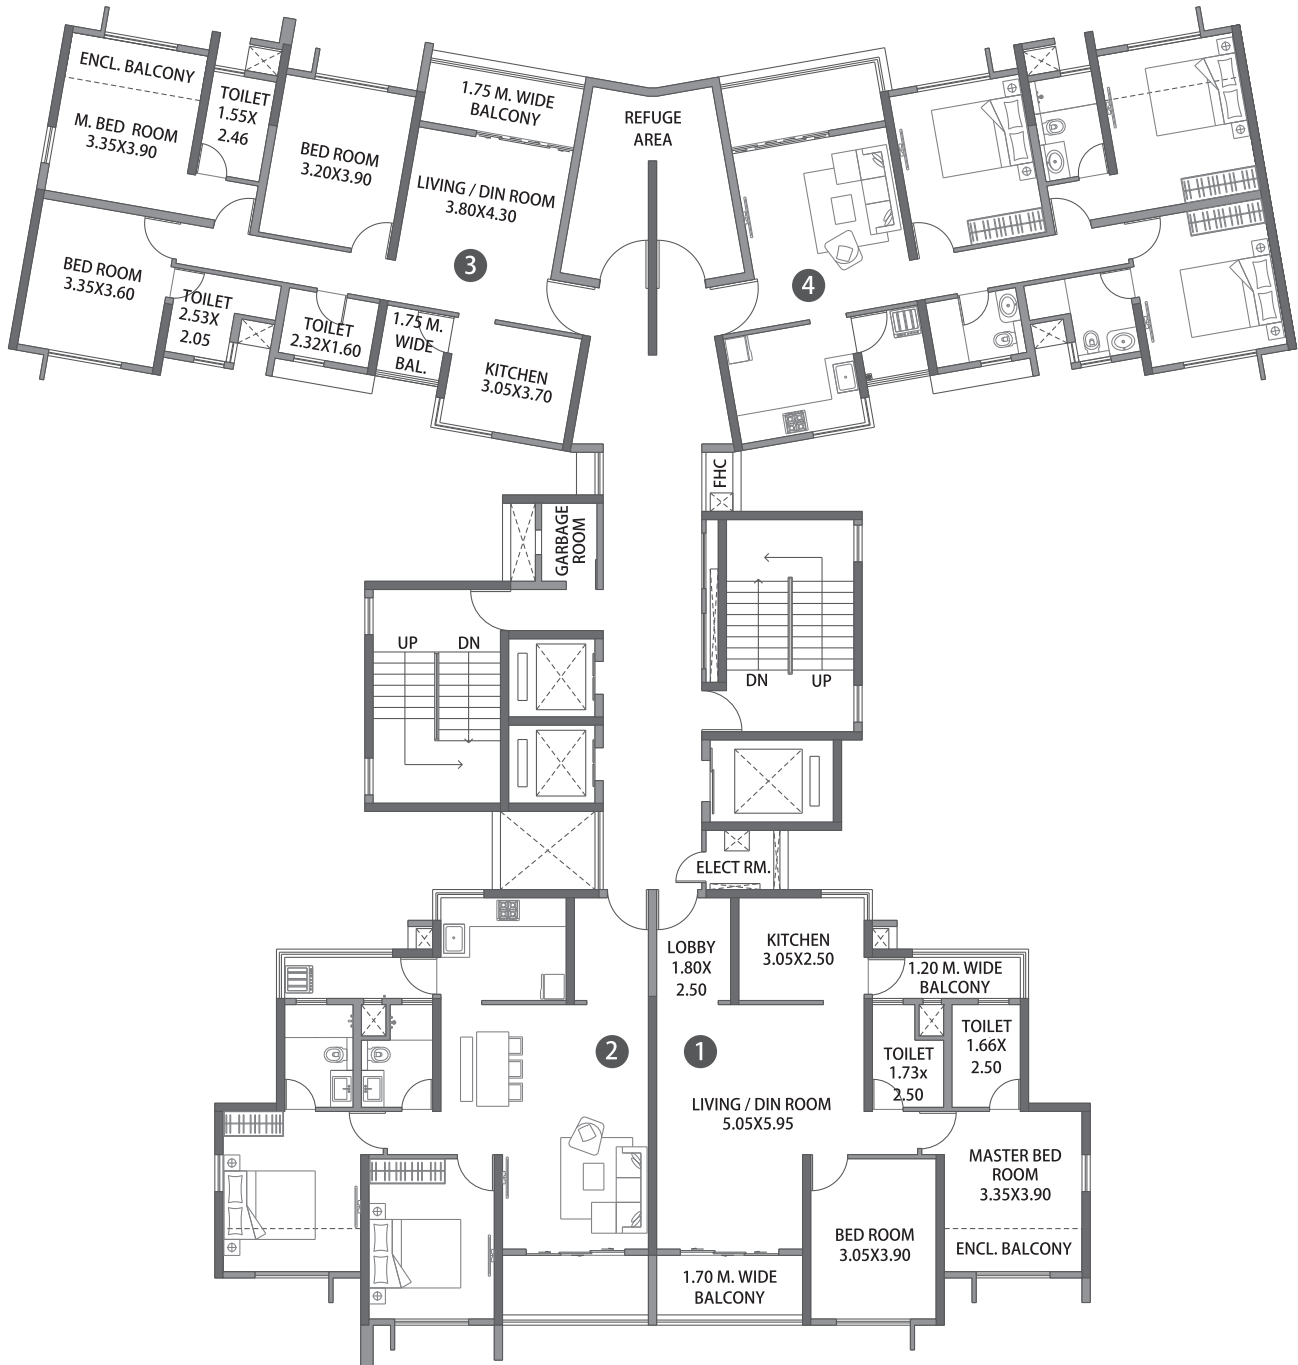 ENCL. BALCONY
M. BED ROOM
3.35X3.90
TOILET
1.55X
2.46
BED ROOM
3.20X3.90
1.75 M. WIDE
BALCONY
REFUGE
AREA
LIVING / DIN ROOM
3.80X4.30
3
4
BED ROOM
3.35X3.60
TOILET
2.53X
2.05
TOILET
2.32X1.60
1.75 M.
WIDE
BAL.
KITCHEN
3.05X3.70
FHC
GARBAGE
ROOM
UP
DN
DN
UP
ELECT RM.
LOBBY
1.80X
2.50
KITCHEN
3.05X2.50
1.20 M. WIDE
BALCONY
2
1
TOILET
1.73x
2.50
TOILET
1.66X
2.50
LIVING / DIN ROOM
5.05X5.95
MASTER BED
ROOM
3.35X3.90
BED ROOM
3.05X3.90
ENCL. BALCONY
1.70 M. WIDE
BALCONY